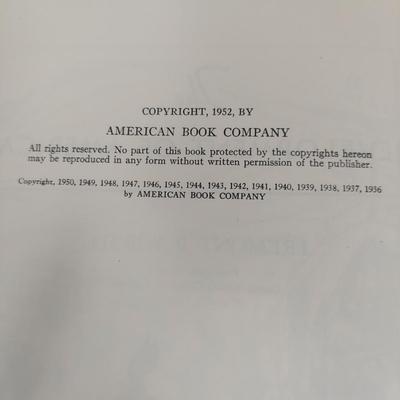 COPYRIGHT, 1952, BY
AMERICAN BOOK COMPANY
All rights reserved. No part of this book protected by the copyrights hereon
may be reproduced in any form without written permission of the publisher.
Copyright, 1950, 1949, 1948, 1947, 1946, 1945, 1944, 1943, 1942, 1941, 1940, 1939, 1938, 1937, 1936
by AMERICAN BOOK COMPANY